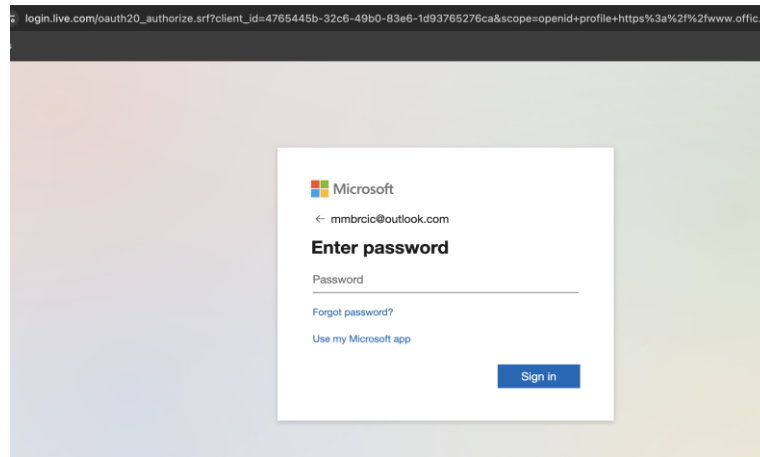 login.live.com/oauth20_authorize.srf?client_id=4765445b-32c6-49b0-83e6-1d93765276ca&scope=openid+profile+https%3a%2f%2fwww.offic.
Microsoft
← mmbrcic@outlook.com
Enter password
Password
Forgot password?
Use my Microsoft app
Sign in